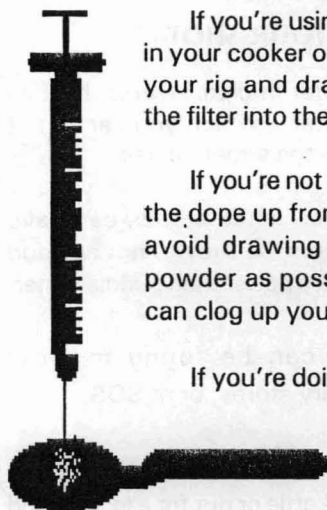 If you're usin
in your cooker o
your rig and dra
the filter into the
If you're not
the dope up from
avoid drawing
powder as poss
can clog you
If you're doi